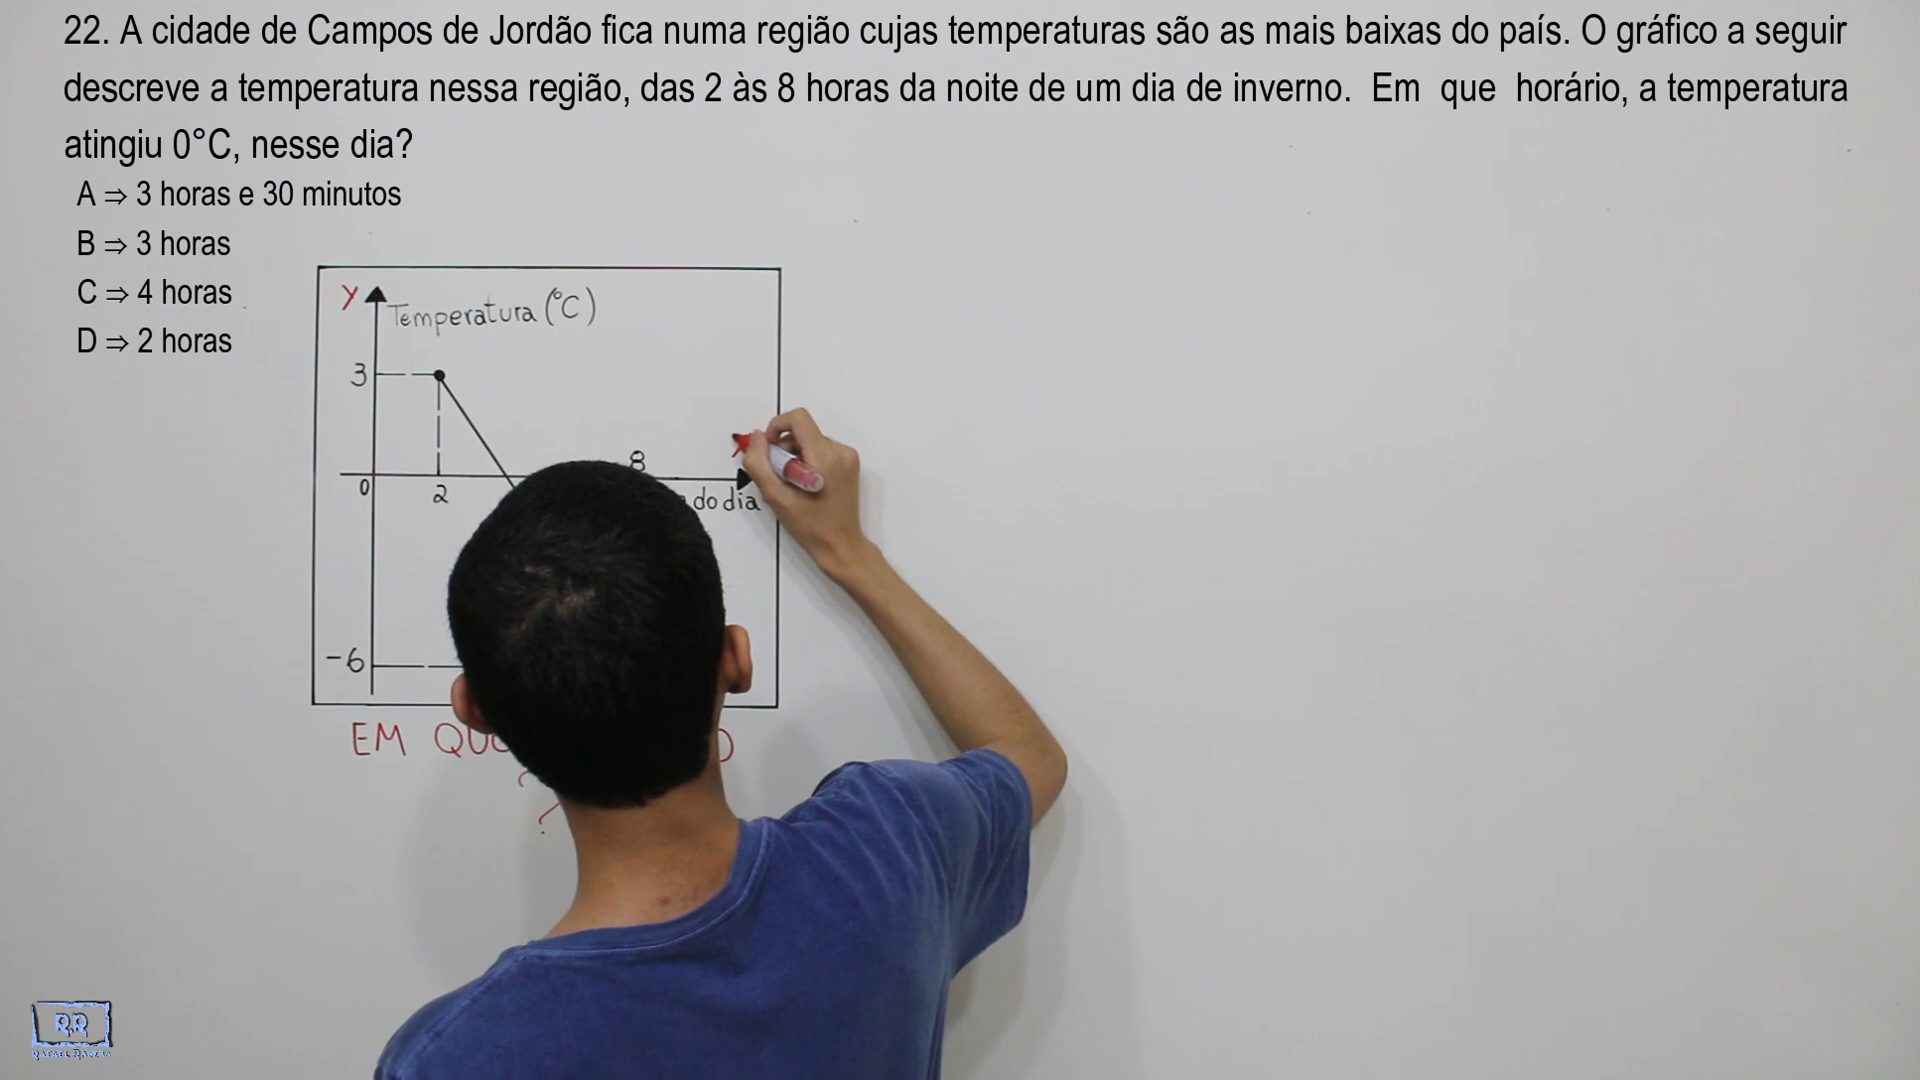 22. A cidade de Campos de Jordão fica numa região cujas temperaturas são as mais baixas do país. O gráfico a seguir
descreve a temperatura nessa região, das 2 às 8 horas da noite de um dia de inverno. Em que horário, a temperatura
atingiu 0°C, nesse dia?
A ⇒ 3 horas e 30 minutos
B ⇒ 3 horas
C ⇒ 4 horas
D ⇒ 2 horas
y Temperatura (°C)
3
8
0 2
do dia
-6
EM
?
RR
RAFAEL